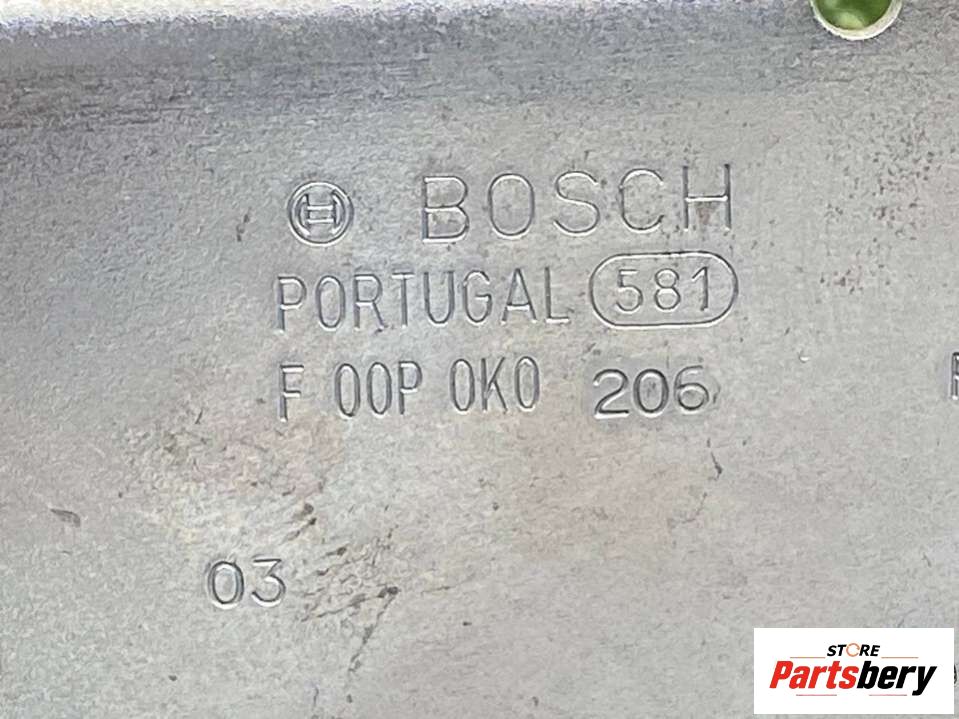 BOSCH
PORTUGAL 581
F 00P 0K0 206
03
STORE
Partsbery